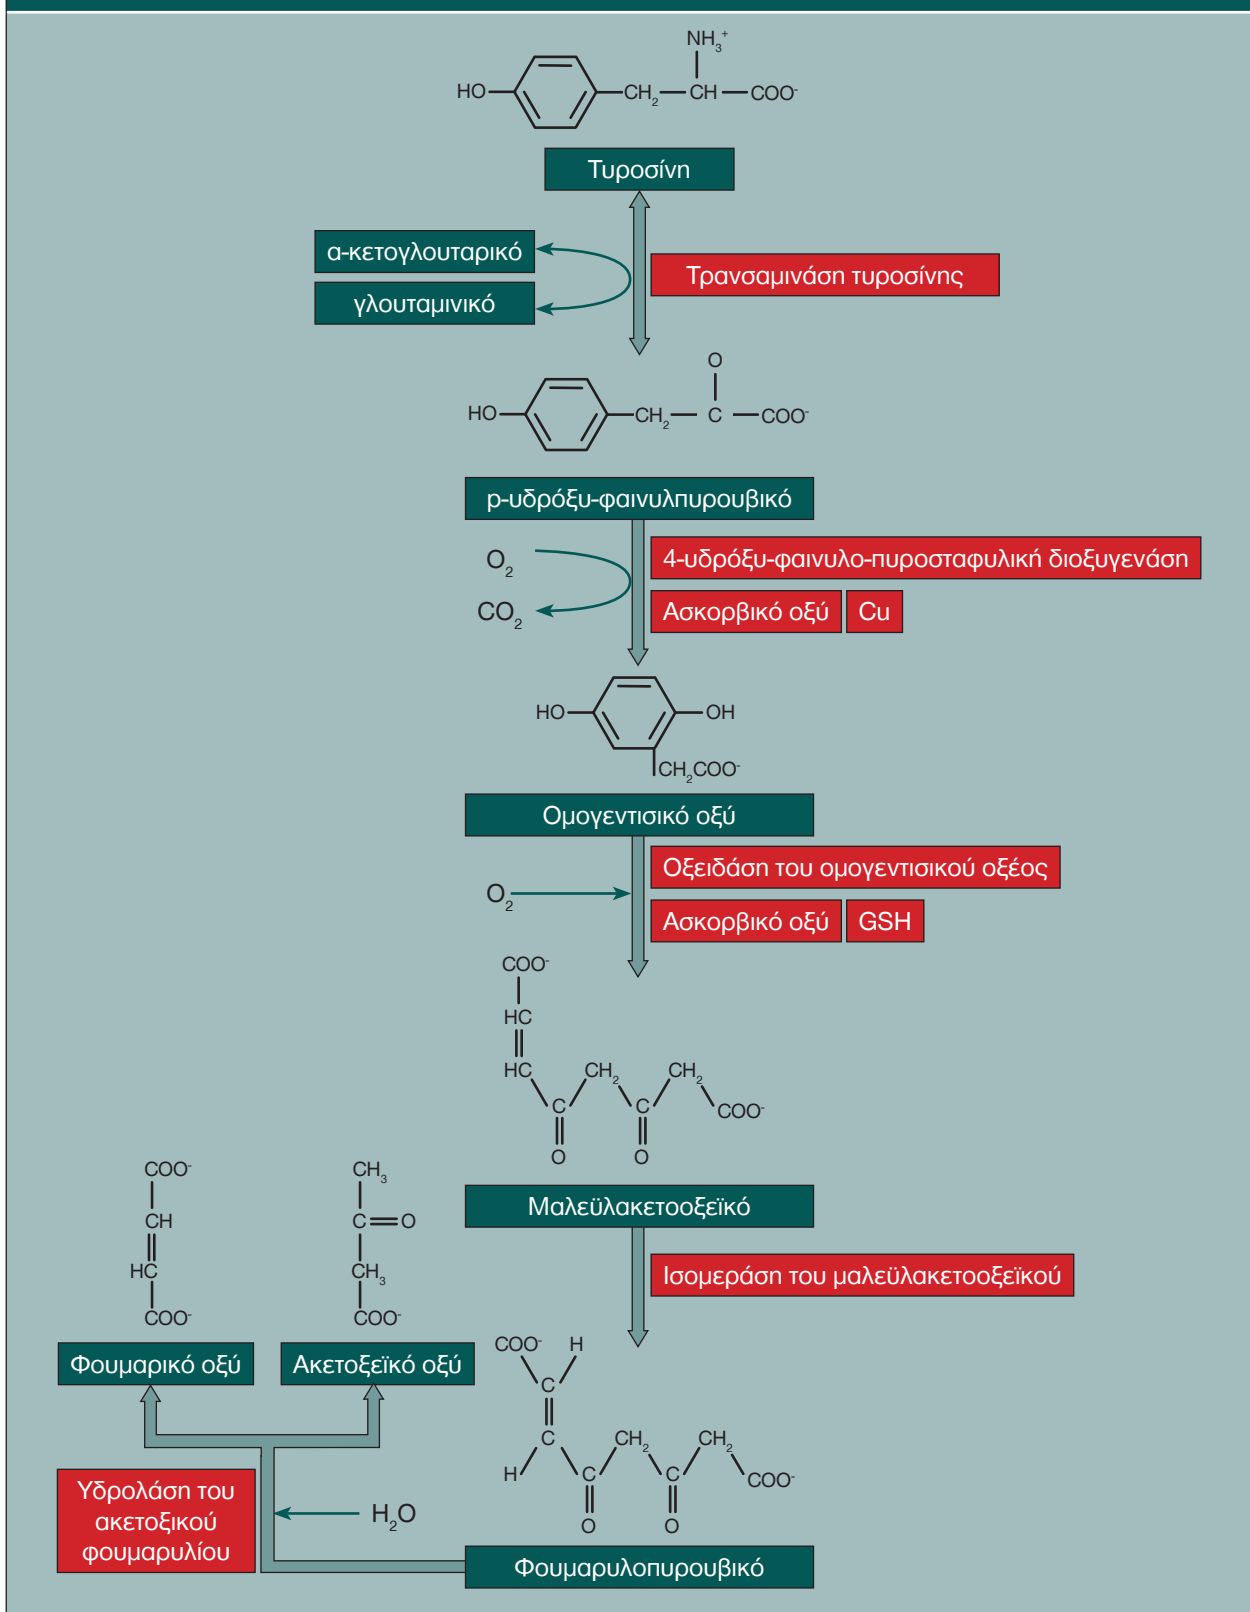 NH3+
HO CH2 CH COO-
Τυροσίνη
α-κετογλουταρικό
Τρανσαμινάση τυροσίνης
γλουταμινικό
O
HO CH2 C COO-
p-υδρόξυ-φαινυλπυρουβικό
O2
4-υδρόξυ-φαινυλο-πυροσταφυλική διοξυγενάση
CO2
Ασκορβικό οξύ Cu
HO OH
CH2COO-
Ομογεντισικό οξύ
Οξειδάση του ομογεντισικού οξέος
O2
Ασκορβικό οξύ GSH
COO-
HC
HC CH2 CH2
C C COO-
O O
Μαλεϋλακετοοξεϊκό
Ισομεράση του μαλεϋλακετοοξεϊκού
COO- CH3
CH C O
HC CH3
COO- COO-
Φουμαρικό οξύ Ακετοξεϊκό οξύ
COO- H
C
C CH2 CH2
H C C COO-
O O
Υδρολάση του
ακετοξικού
φουμαρυλίου
H2O
Φουμαρυλοπυρουβικό